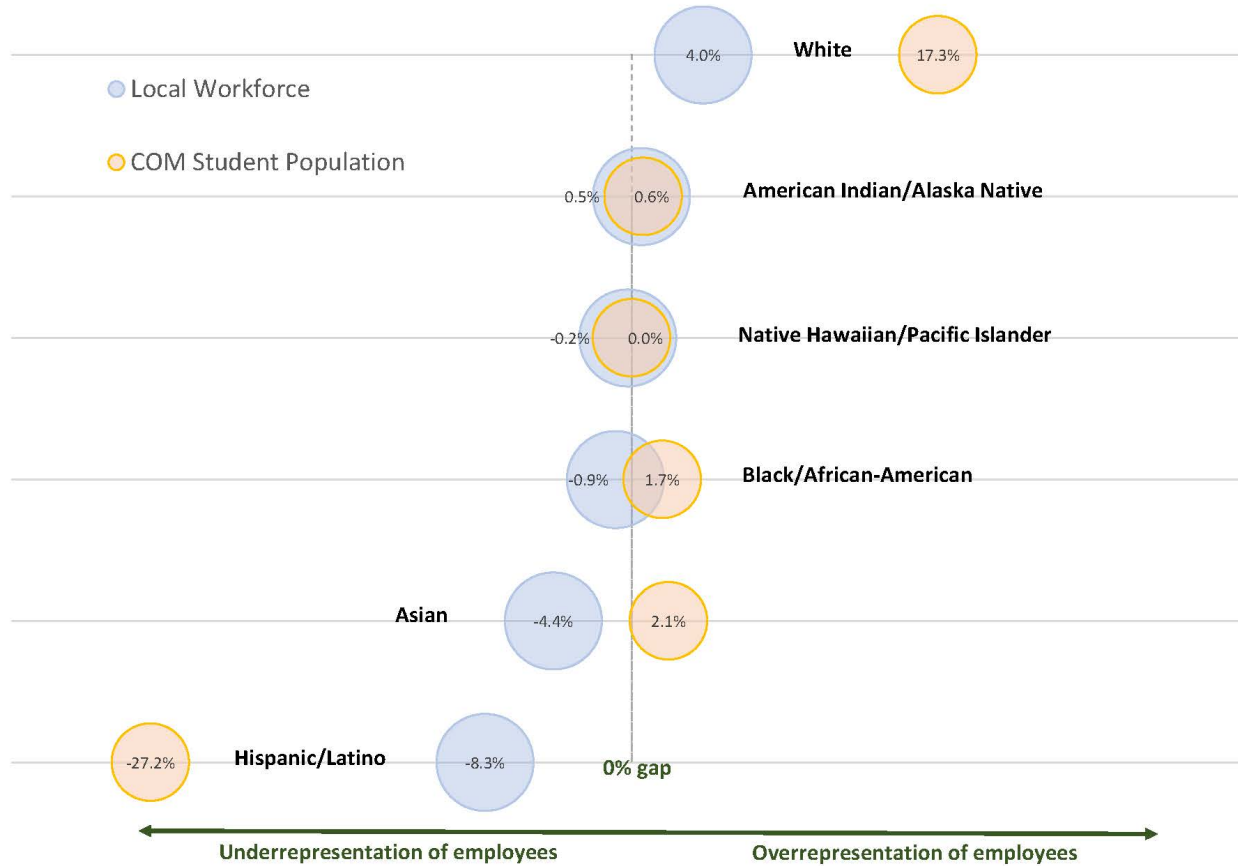 4.0%
White
17.3%
Local Workforce
COM Student Population
0.5%
0.6%
American Indian/Alaska Native
-0.2%
0.0%
Native Hawaiian/Pacific Islander
-0.9%
1.7%
Black/African-American
Asian
-4.4%
2.1%
-27.2%
Hispanic/Latino
-8.3%
0% gap
Underrepresentation of employees
Overrepresentation of employees